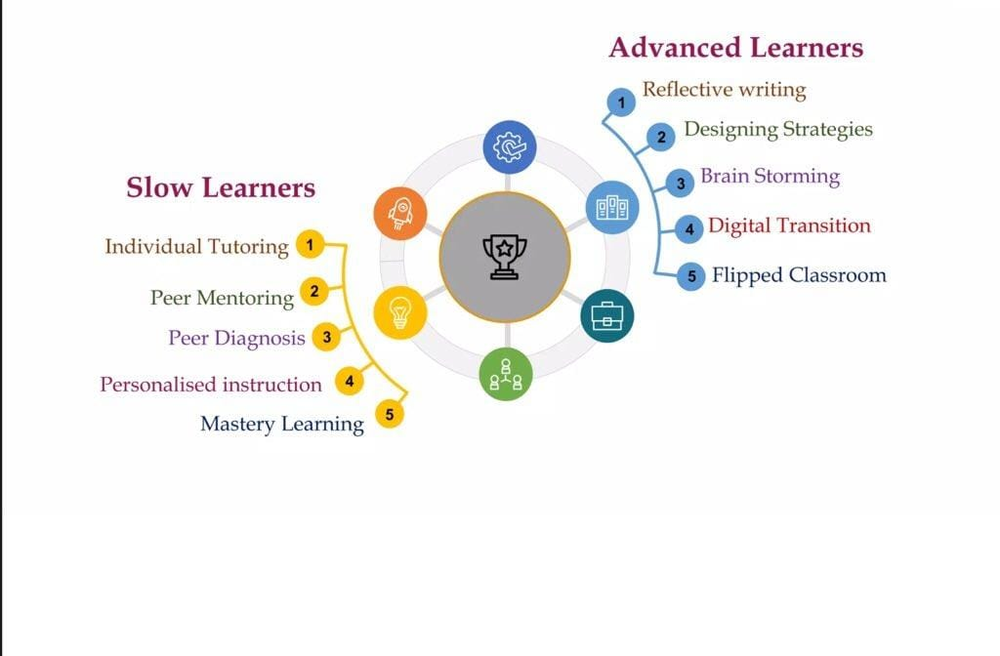 Advanced Learners
1 Reflective writing
2 Designing Strategies
3 Brain Storming
4 Digital Transition
5 Flipped Classroom
Slow Learners
Individual Tutoring 1
Peer Mentoring 2
Peer Diagnosis 3
Personalised instruction 4
Mastery Learning 5